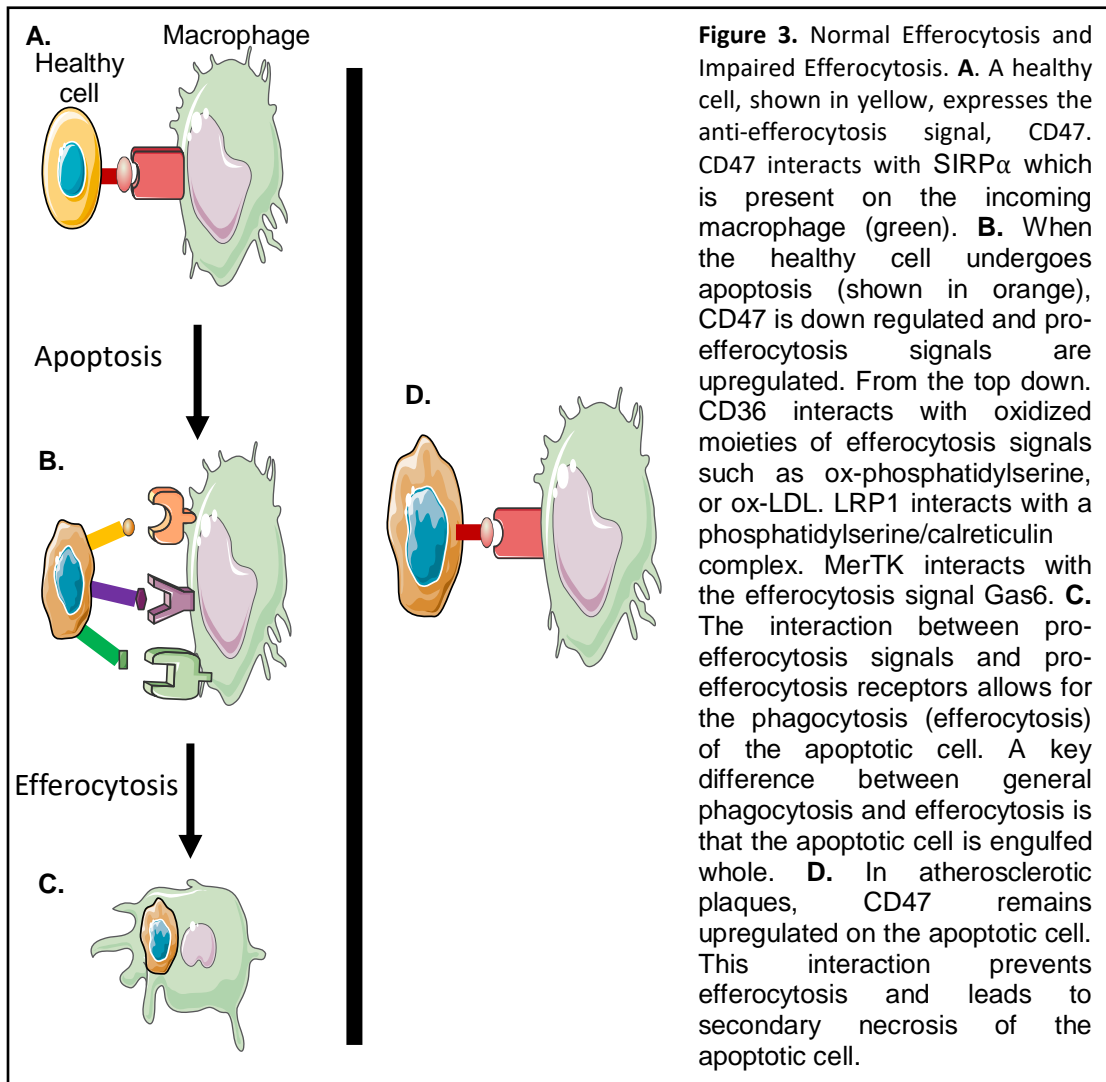 A.
Macrophage
Healthy
cell
Apoptosis
B.
Efferocytosis
C.
D.
Figure 3. Normal Efferocytosis and
Impaired Efferocytosis. A. A healthy
cell, shown in yellow, expresses the
anti-efferocytosis signal, CD47.
CD47 interacts with SIRPα which
is present on the incoming
macrophage (green). B. When
the healthy cell undergoes
apoptosis (shown in orange),
CD47 is down regulated and pro-
efferocytosis signals are
upregulated. From the top down.
CD36 interacts with oxidized
moieties of efferocytosis signals
such as ox-phosphatidylserine,
or ox-LDL. LRP1 interacts with a
phosphatidylserine/calreticulin
complex. MerTK interacts with
the efferocytosis signal Gas6. C.
The interaction between pro-
efferocytosis signals and pro-
efferocytosis receptors allows for
the phagocytosis (efferocytosis)
of the apoptotic cell. A key
difference between general
phagocytosis and efferocytosis is
that the apoptotic cell is engulfed
whole. D. In atherosclerotic
plaques, CD47 remains
upregulated on the apoptotic cell.
This interaction prevents
efferocytosis and leads to
secondary necrosis of the
apoptotic cell.